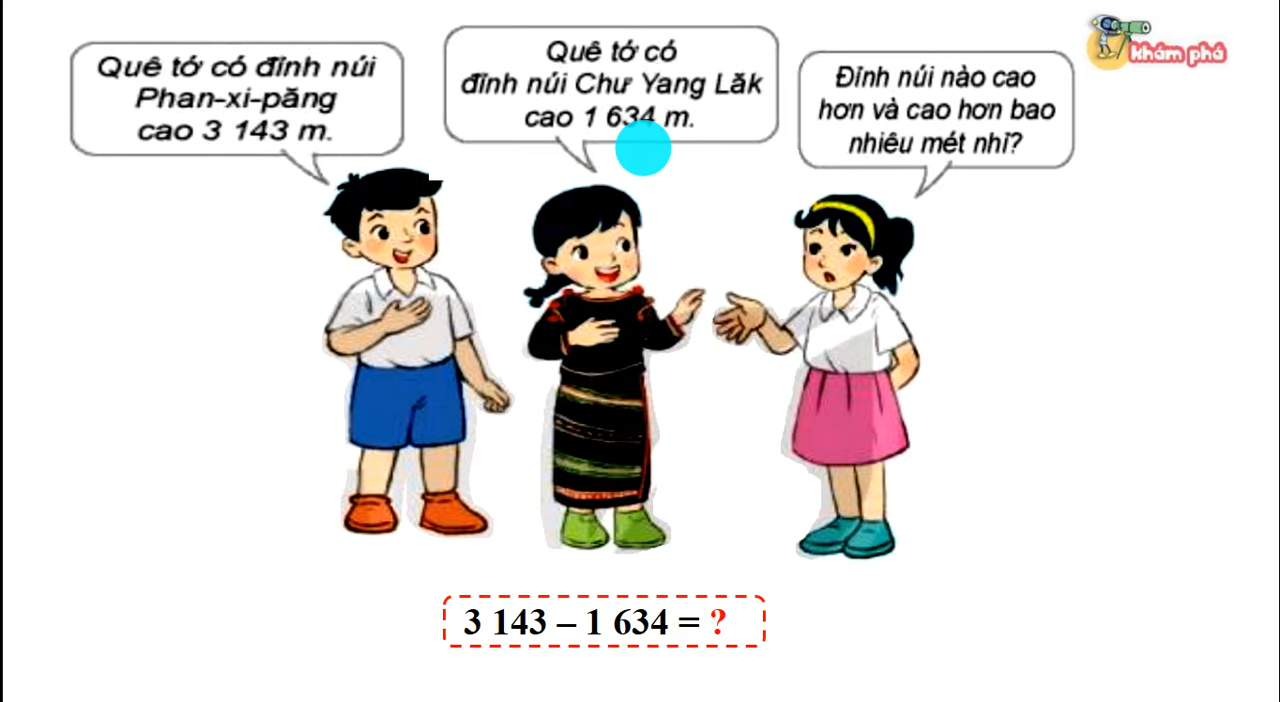 Quê tớ có đỉnh núi
Phan-xi-păng
cao 3 143 m.
Quê tớ có
đỉnh núi Chư Yang Lăk
cao 1 634 m.
Đỉnh núi nào cao
hơn và cao hơn bao
nhiêu mét nhỉ?
khám phá
3 143 – 1 634 = ?